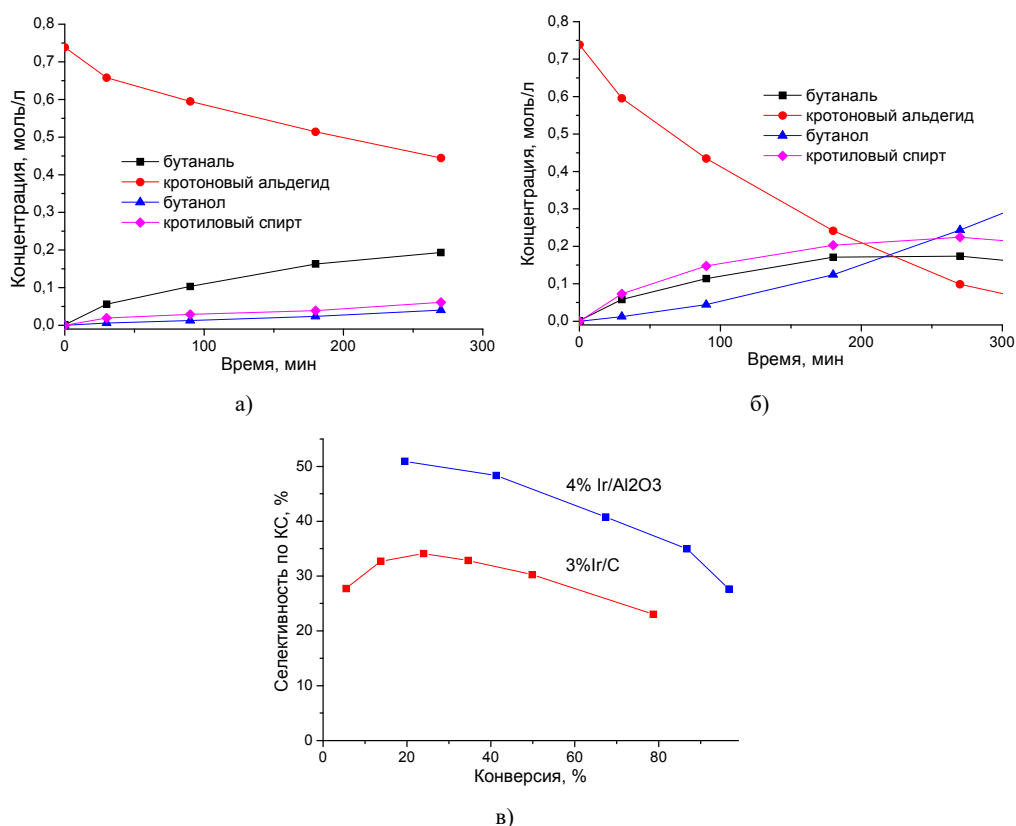 0,8
0,7
0,6
0,5
0,4
0,3
0,2
0,1
0,0
Концентрация, моль/л
бутаналь
кротоновый альдегид
бутанол
кротиловый спирт
0
100
200
300
Время, мин
а)
0,8
0,7
0,6
0,5
0,4
0,3
0,2
0,1
0,0
Концентрация, моль/л
бутаналь
кротоновый альдегид
бутанол
кротиловый спирт
0
100
200
300
Время, мин
б)
50
40
30
20
10
0
Селективность по КС, %
4% Ir/Al2O3
3%Ir/C
0
20
40
60
80
Конверсия, %
в)